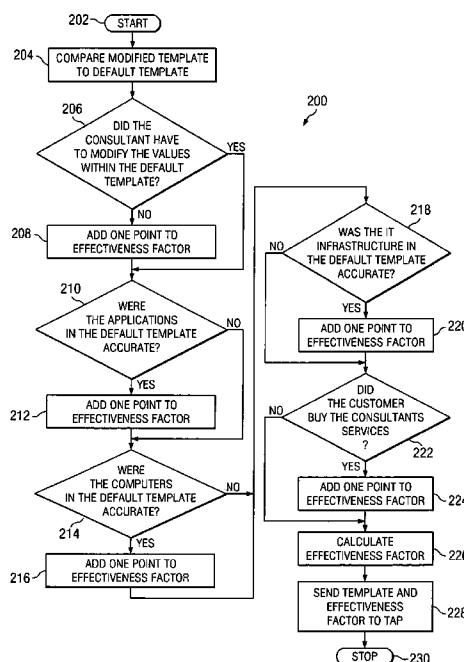 202
START
204
COMPARE MODIFIED TEMPLATE
TO DEFAULT TEMPLATE
206
DID THE
CONSULTANT HAVE
TO MODIFY THE VALUES
WITHIN THE DEFAULT
TEMPLATE?
YES
NO
208
ADD ONE POINT TO
EFFECTIVENESS FACTOR
210
WERE
THE APPLICATIONS
IN THE DEFAULT TEMPLATE
ACCURATE?
NO
YES
212
ADD ONE POINT TO
EFFECTIVENESS FACTOR
WERE
THE COMPUTERS
IN THE DEFAULT TEMPLATE
ACCURATE?
NO
214
YES
216
ADD ONE POINT TO
EFFECTIVENESS FACTOR
200
218
WAS THE IT
INFRASTRUCTURE IN
THE DEFAULT TEMPLATE
ACCURATE?
NO
YES
ADD ONE POINT TO
EFFECTIVENESS FACTOR
220
DID
THE CUSTOMER
BUY THE CONSULTANTS
SERVICES
?
NO
222
YES
ADD ONE POINT TO
EFFECTIVENESS FACTOR
224
CALCULATE
EFFECTIVENESS FACTOR
226
SEND TEMPLATE AND
EFFECTIVENESS
FACTOR TO TAP
228
STOP
230